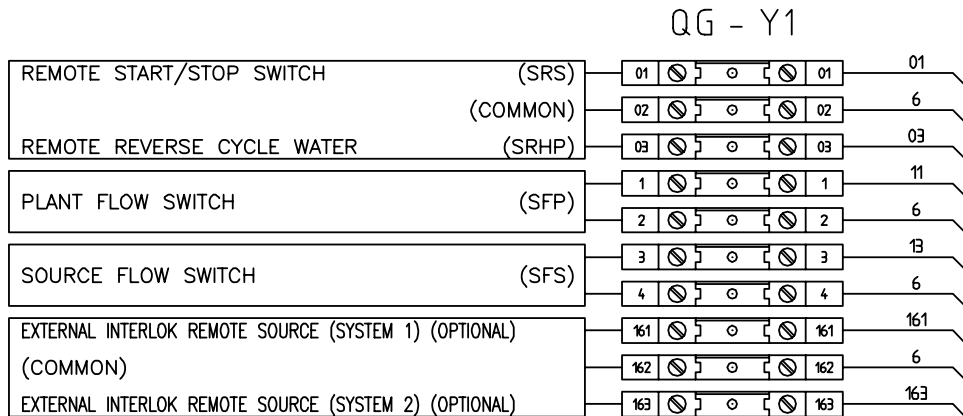 QG - Y1
REMOTE START/STOP SWITCH (SRS) 01 01 01
(COMMON) 02 02 6
REMOTE REVERSE CYCLE WATER (SRHP) 03 03 03
PLANT FLOW SWITCH (SFP)
1 1 11
2 2 6
SOURCE FLOW SWITCH (SFS)
3 3 13
4 4 6
EXTERNAL INTERLOK REMOTE SOURCE (SYSTEM 1) (OPTIONAL) 161 161 161
(COMMON) 162 162 6
EXTERNAL INTERLOK REMOTE SOURCE (SYSTEM 2) (OPTIONAL) 163 163 163